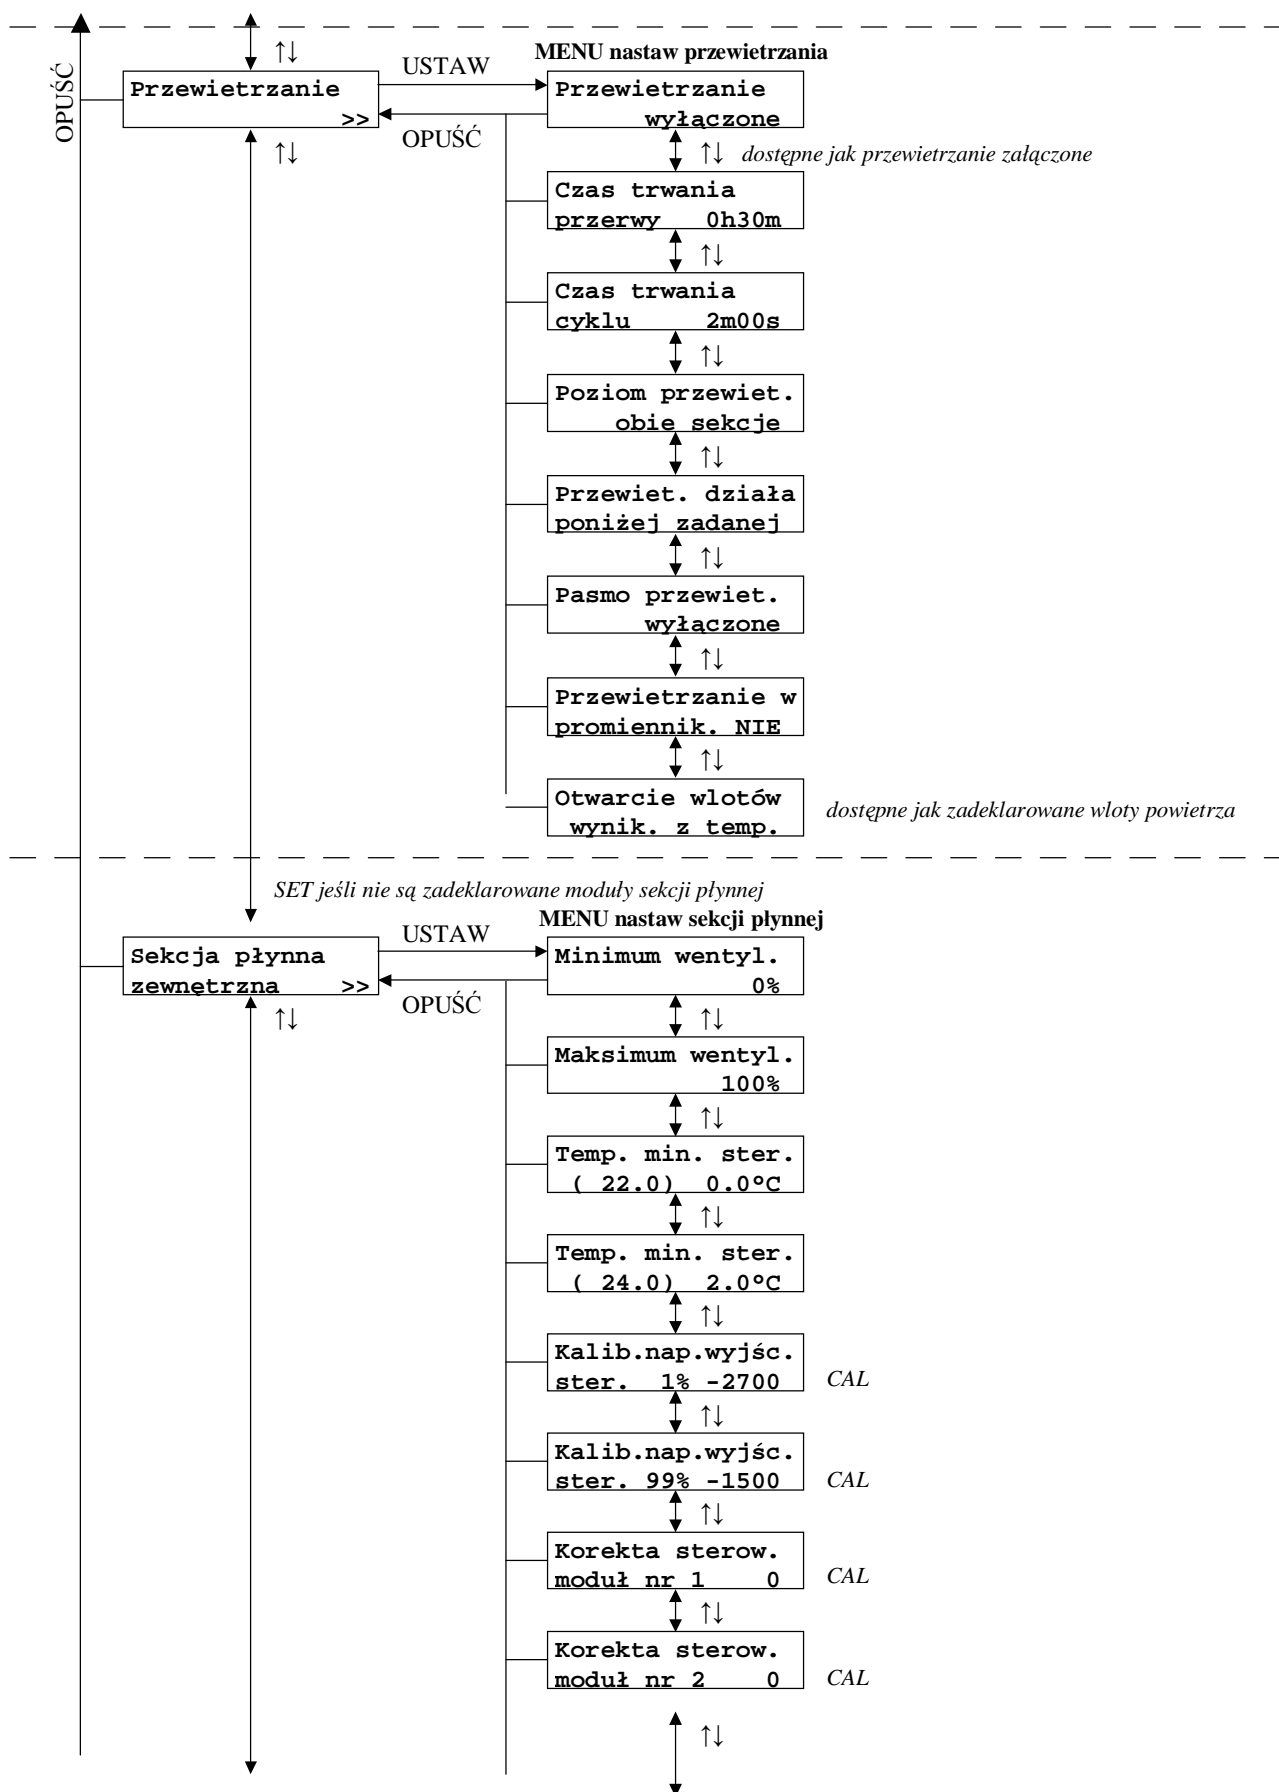 MENU nastaw przewietrzania
OPUŚĆ
↑↓
USTAW
Przewietrzanie
>>
OPUŚĆ
↑↓
Przewietrzanie
wyłączone
↑↓ dostępne jak przewietrzanie załączone
Czas trwania
przerwy 0h30m
↑↓
Czas trwania
cyklu 2m00s
↑↓
Poziom przewiet.
obie sekcje
↑↓
Przewiet. działa
poniżej zadanej
↑↓
Pasmo przewiet.
wyłączone
↑↓
Przewietrzanie w
promiennik. NIE
↑↓
Otwarcie wlotów
wynik. z temp.
dostępne jak zadeklarowane wloty powietrza
SET jeśli nie są zadeklarowane moduły sekcji płynnej
MENU nastaw sekcji płynnej
USTAW
Sekcja płynna
zewnętrzna >>
OPUŚĆ
↑↓
Minimum wentyl.
0%
↑↓
Maksimum wentyl.
100%
↑↓
Temp. min. ster.
( 22.0) 0.0°C
↑↓
Temp. min. ster.
( 24.0) 2.0°C
↑↓
Kalib.nap.wyjśc.
ster. 1% -2700
CAL
↑↓
Kalib.nap.wyjśc.
ster. 99% -1500
CAL
↑↓
Korekta sterow.
moduł nr 1 0
CAL
↑↓
Korekta sterow.
moduł nr 2 0
CAL
↑↓